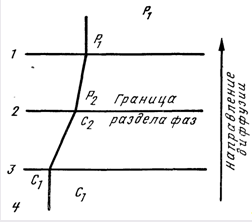 P₁
1
P₁
P₂
Граница
2
C₂
раздела фаз
3
C₁
C₁
4
направление
диффузии